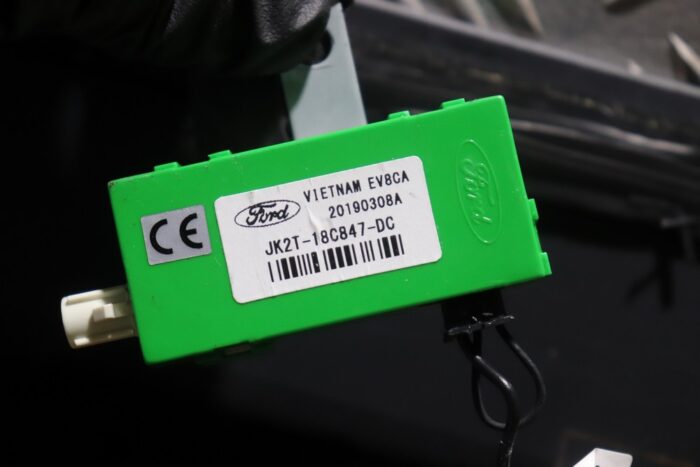 CE
Ford
VIETNAM EV8CA
20190308A
JK2T-18C847-DC
Ford